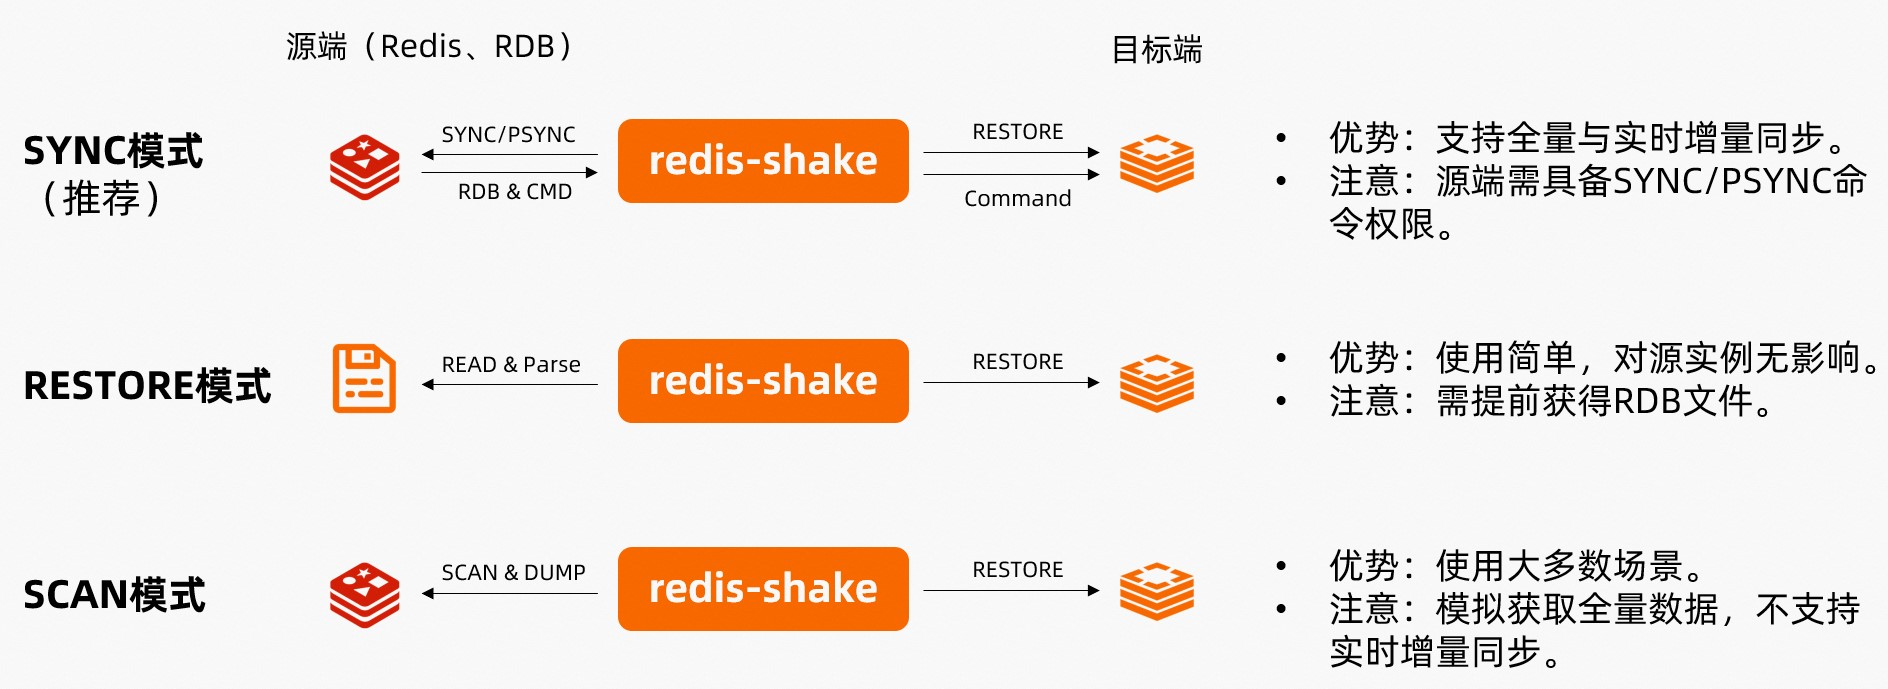 源端（Redis、RDB）
目标端
SYNC模式
（推荐）
SYNC/PSYNC
RDB & CMD
redis-shake
RESTORE
Command
• 优势：支持全量与实时增量同步。
• 注意：源端需具备SYNC/PSYNC命
令权限。
RESTORE模式
READ & Parse
redis-shake
RESTORE
• 优势：使用简单，对源实例无影响。
• 注意：需提前获得RDB文件。
SCAN模式
SCAN & DUMP
redis-shake
RESTORE
• 优势：使用大多数场景。
• 注意：模拟获取全量数据，不支持
实时增量同步。